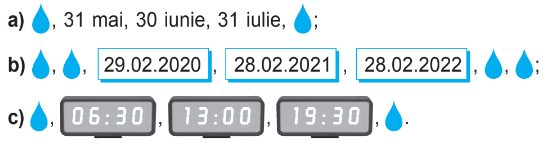 a) , 31 mai, 30 iunie, 31 iulie, ;
b) , , 29.02.2020 , 28.02.2021 , 28.02.2022 , , ;
c) , 06:30 , 13:00 , 19:30 , .